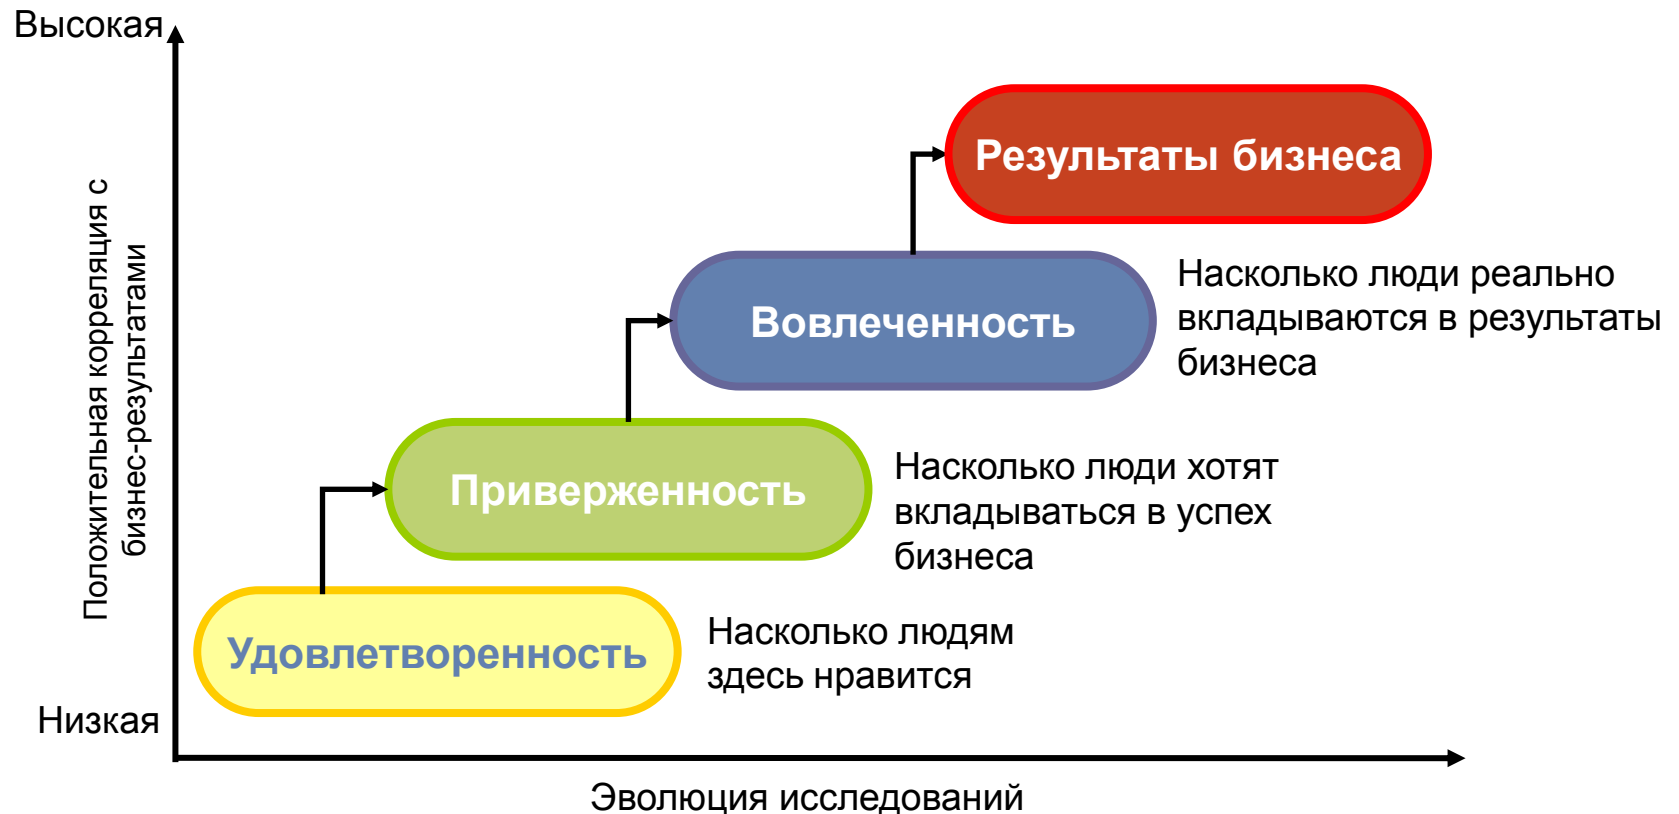 Высокая
Результаты бизнеса
Положительная корреляция с
бизнес-результатами
Вовлеченность
Насколько люди реально
вкладываются в результаты
бизнеса
Приверженность
Насколько люди хотят
вкладываться в успех
бизнеса
Удовлетворенность
Насколько людям
здесь нравится
Низкая
Эволюция исследований